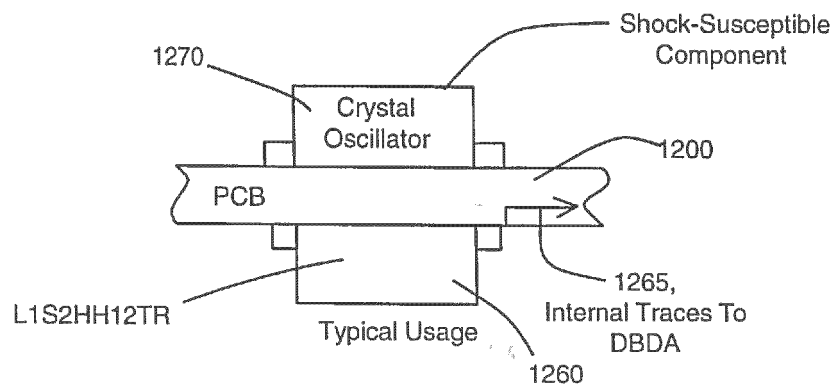 Shock-Susceptible
Component
1270
Crystal
Oscillator
1200
PCB
1265,
Internal Traces To
DBDA
L1S2HH12TR
Typical Usage
1260